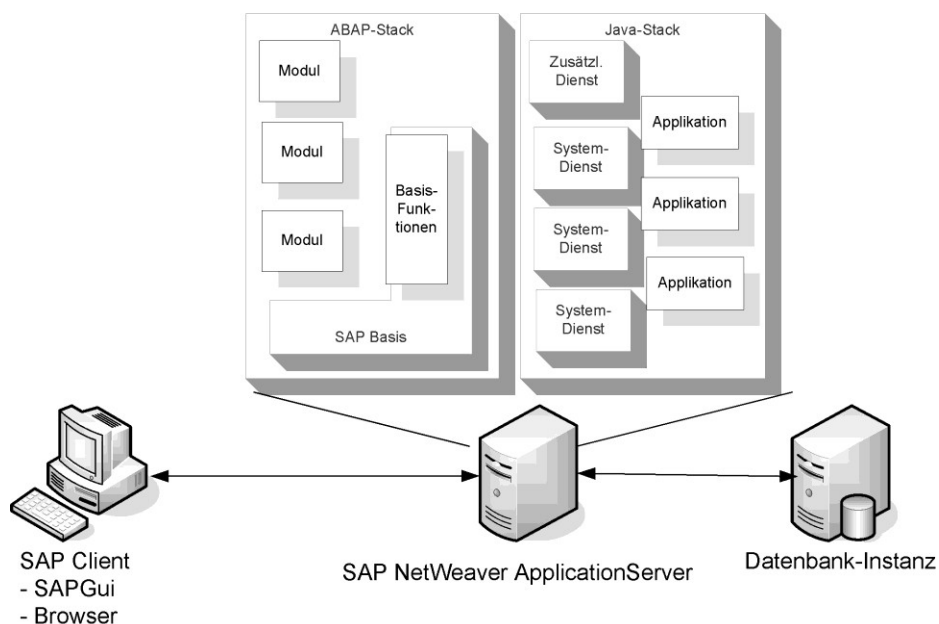 ABAP-Stack
Modul
Modul
Modul
Basis-
Funk-
tionen
SAP Basis
Java-Stack
Zusätzl.
Dienst
System-
Dienst
System-
Dienst
System-
Dienst
Applikation
Applikation
Applikation
SAP Client
- SAPGui
- Browser
SAP NetWeaver ApplicationServer
Datenbank-Instanz